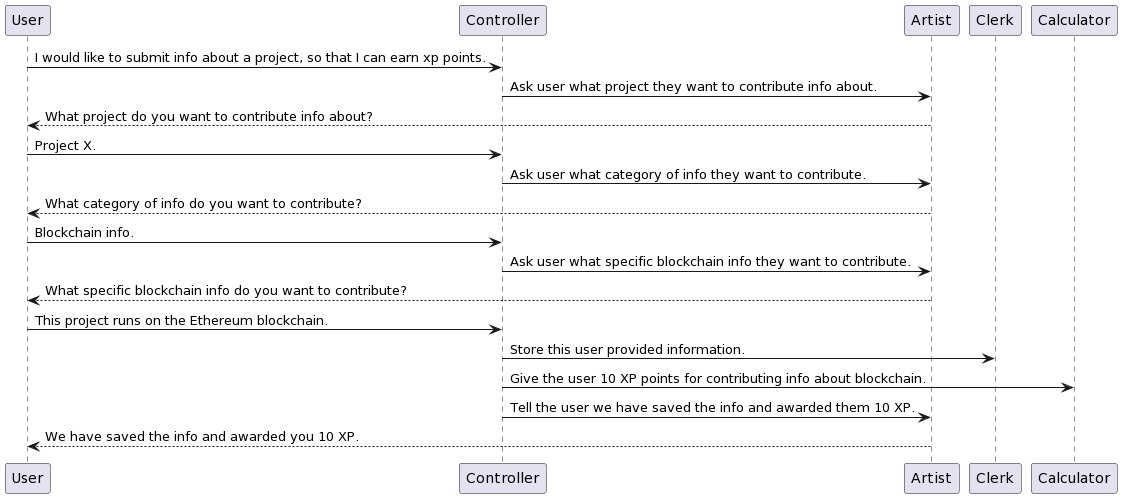 User Controller Artist Clerk Calculator
I would like to submit info about a project, so that I can earn xp points.
Ask user what project they want to contribute info about.
What project do you want to contribute info about?
Project X.
Ask user what category of info they want to contribute.
What category of info do you want to contribute?
Blockchain info.
Ask user what specific blockchain info they want to contribute.
What specific blockchain info do you want to contribute?
This project runs on the Ethereum blockchain.
Store this user provided information.
Give the user 10 XP points for contributing info about blockchain.
Tell the user we have saved the info and awarded them 10 XP.
We have saved the info and awarded you 10 XP.
User Controller Artist Clerk Calculator